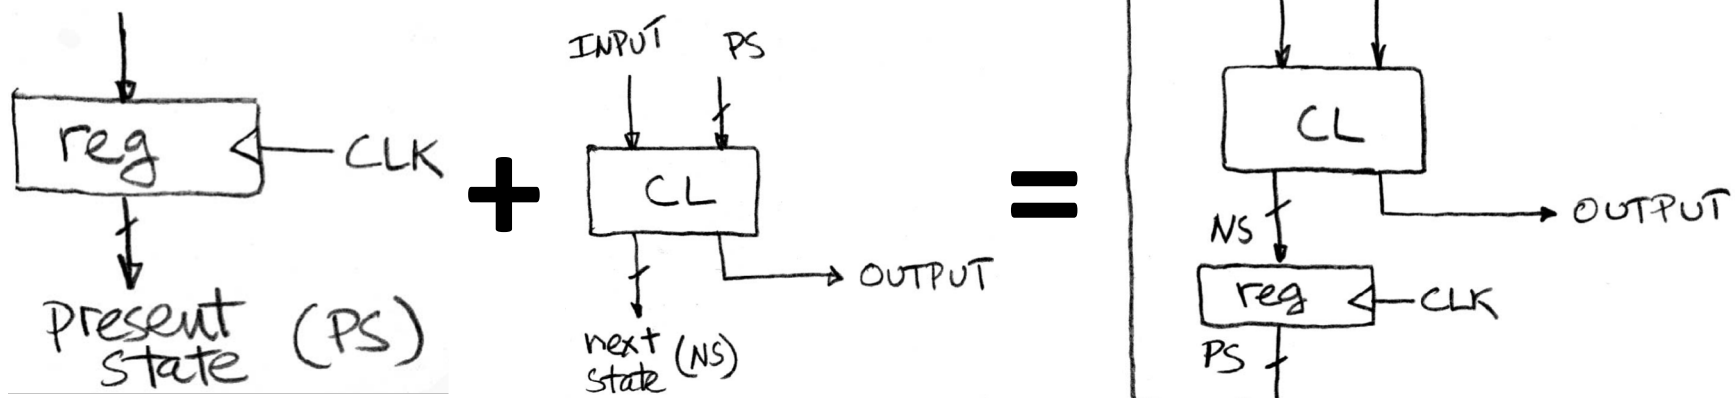 reg
CLK
present
state (PS)
+
INPUT PS
CL
OUTPUT
next
state (NS)
=
CL
OUTPUT
NS
reg
CLK
PS